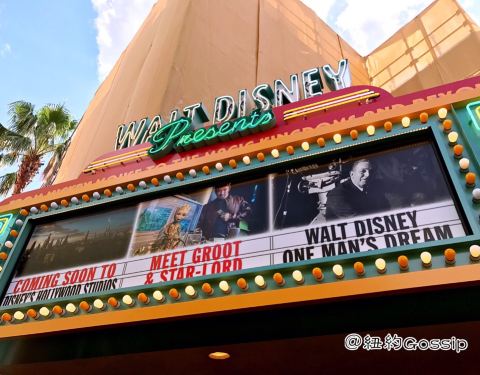 WALT DISNEY
Presents
COMING SOON TO
DISNEY'S HOLLYWOOD STUDIOS
MEET GROOT
& STAR-LORD
WALT DISNEY
ONE MAN'S DREAM
@紐約Gossip